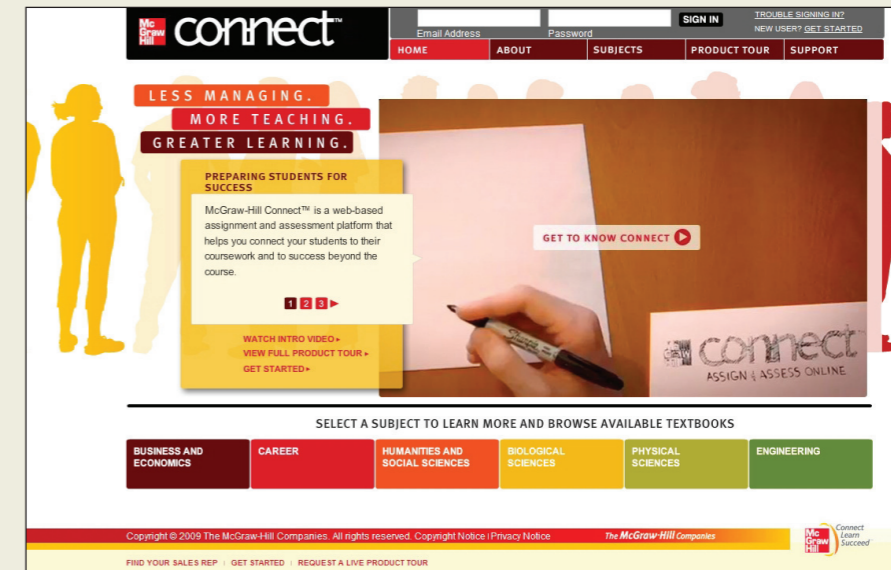 Mc
Graw
Hill
connect™
Email Address
Password
SIGN IN
TROUBLE SIGNING IN?
NEW USER? GET STARTED
HOME
ABOUT
SUBJECTS
PRODUCT TOUR
SUPPORT
LESS MANAGING.
MORE TEACHING.
GREATER LEARNING.
PREPARING STUDENTS FOR
SUCCESS
McGraw-Hill Connect™ is a web-based
assignment and assessment platform that
helps you connect your students to their
coursework and to success beyond the
course.
1 2 3
WATCH INTRO VIDEO
VIEW FULL PRODUCT TOUR
GET STARTED
GET TO KNOW CONNECT
Graw
connect
ASSIGN & ASSESS ONLINE
SELECT A SUBJECT TO LEARN MORE AND BROWSE AVAILABLE TEXTBOOKS
BUSINESS AND
ECONOMICS
CAREER
HUMANITIES AND
SOCIAL SCIENCES
BIOLOGICAL
SCIENCES
PHYSICAL
SCIENCES
ENGINEERING
Copyright © 2009 The McGraw-Hill Companies. All rights reserved. Copyright Notice | Privacy Notice
The McGraw-Hill Companies
Mc
Graw
Hill
Connect
Learn
Succeed
FIND YOUR SALES REP | GET STARTED | REQUEST A LIVE PRODUCT TOUR